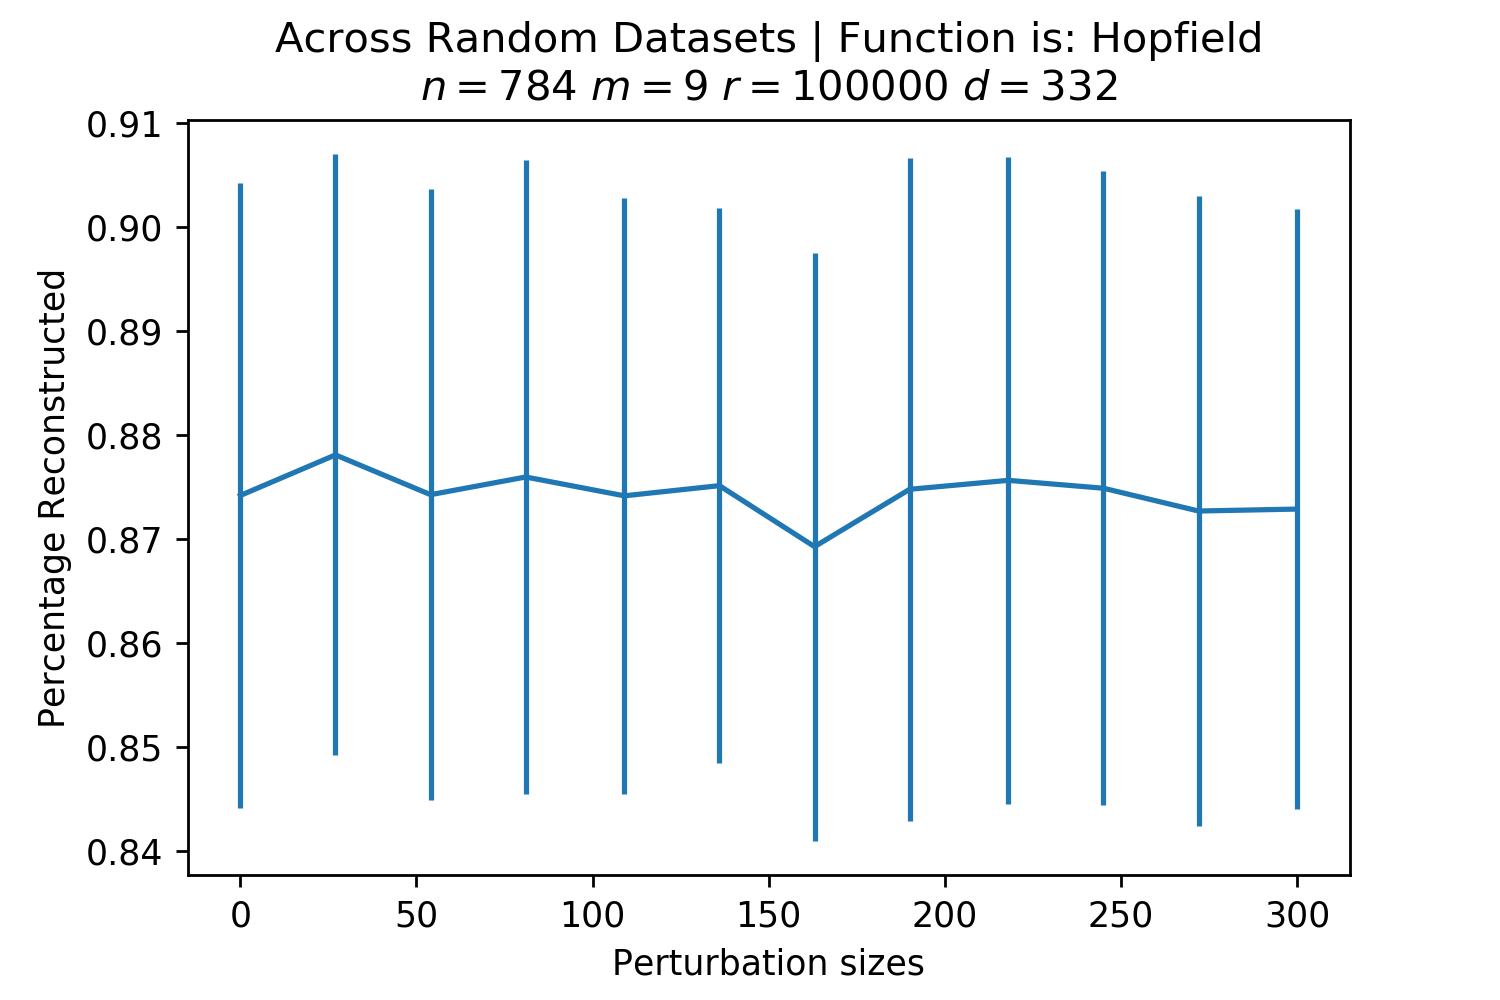 Across Random Datasets | Function is: Hopfield
n = 784 m = 9 r = 100000 d = 332
0.91
0.90
0.89
0.88
0.87
0.86
0.85
0.84
Percentage Reconstructed
0 50 100 150 200 250 300
Perturbation sizes